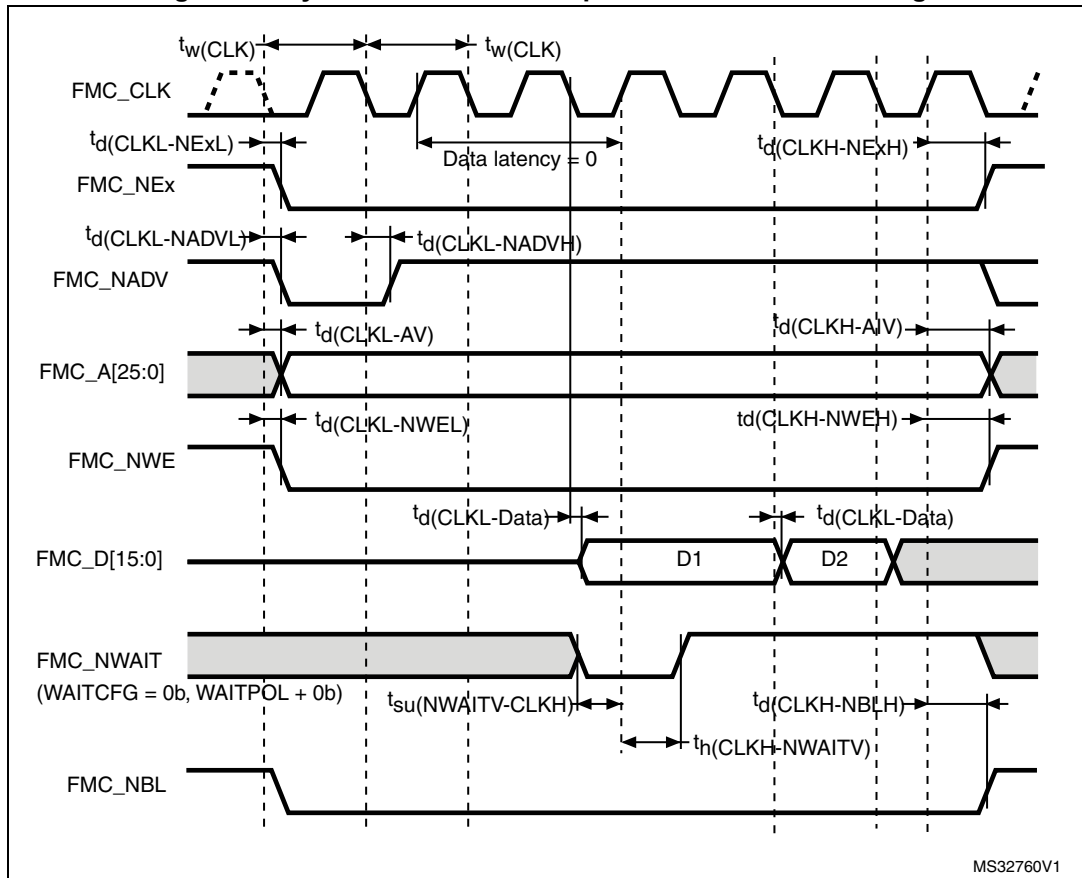 tw(CLK) tw(CLK)
FMC_CLK
td(CLKL-NExL) Data latency = 0 td(CLKH-NExH)
FMC_NEx
td(CLKL-NADVL) td(CLKL-NADVH)
FMC_NADV
td(CLKL-AV) td(CLKH-AIV)
FMC_A[25:0]
td(CLKL-NWEL) td(CLKH-NWEH)
FMC_NWE
td(CLKL-Data) td(CLKL-Data)
FMC_D[15:0] D1 D2
FMC_NWAIT
(WAITCFG = 0b, WAITPOL + 0b) tsu(NWAITV-CLKH) td(CLKH-NBLH)
th(CLKH-NWAITV)
FMC_NBL
MS32760V1